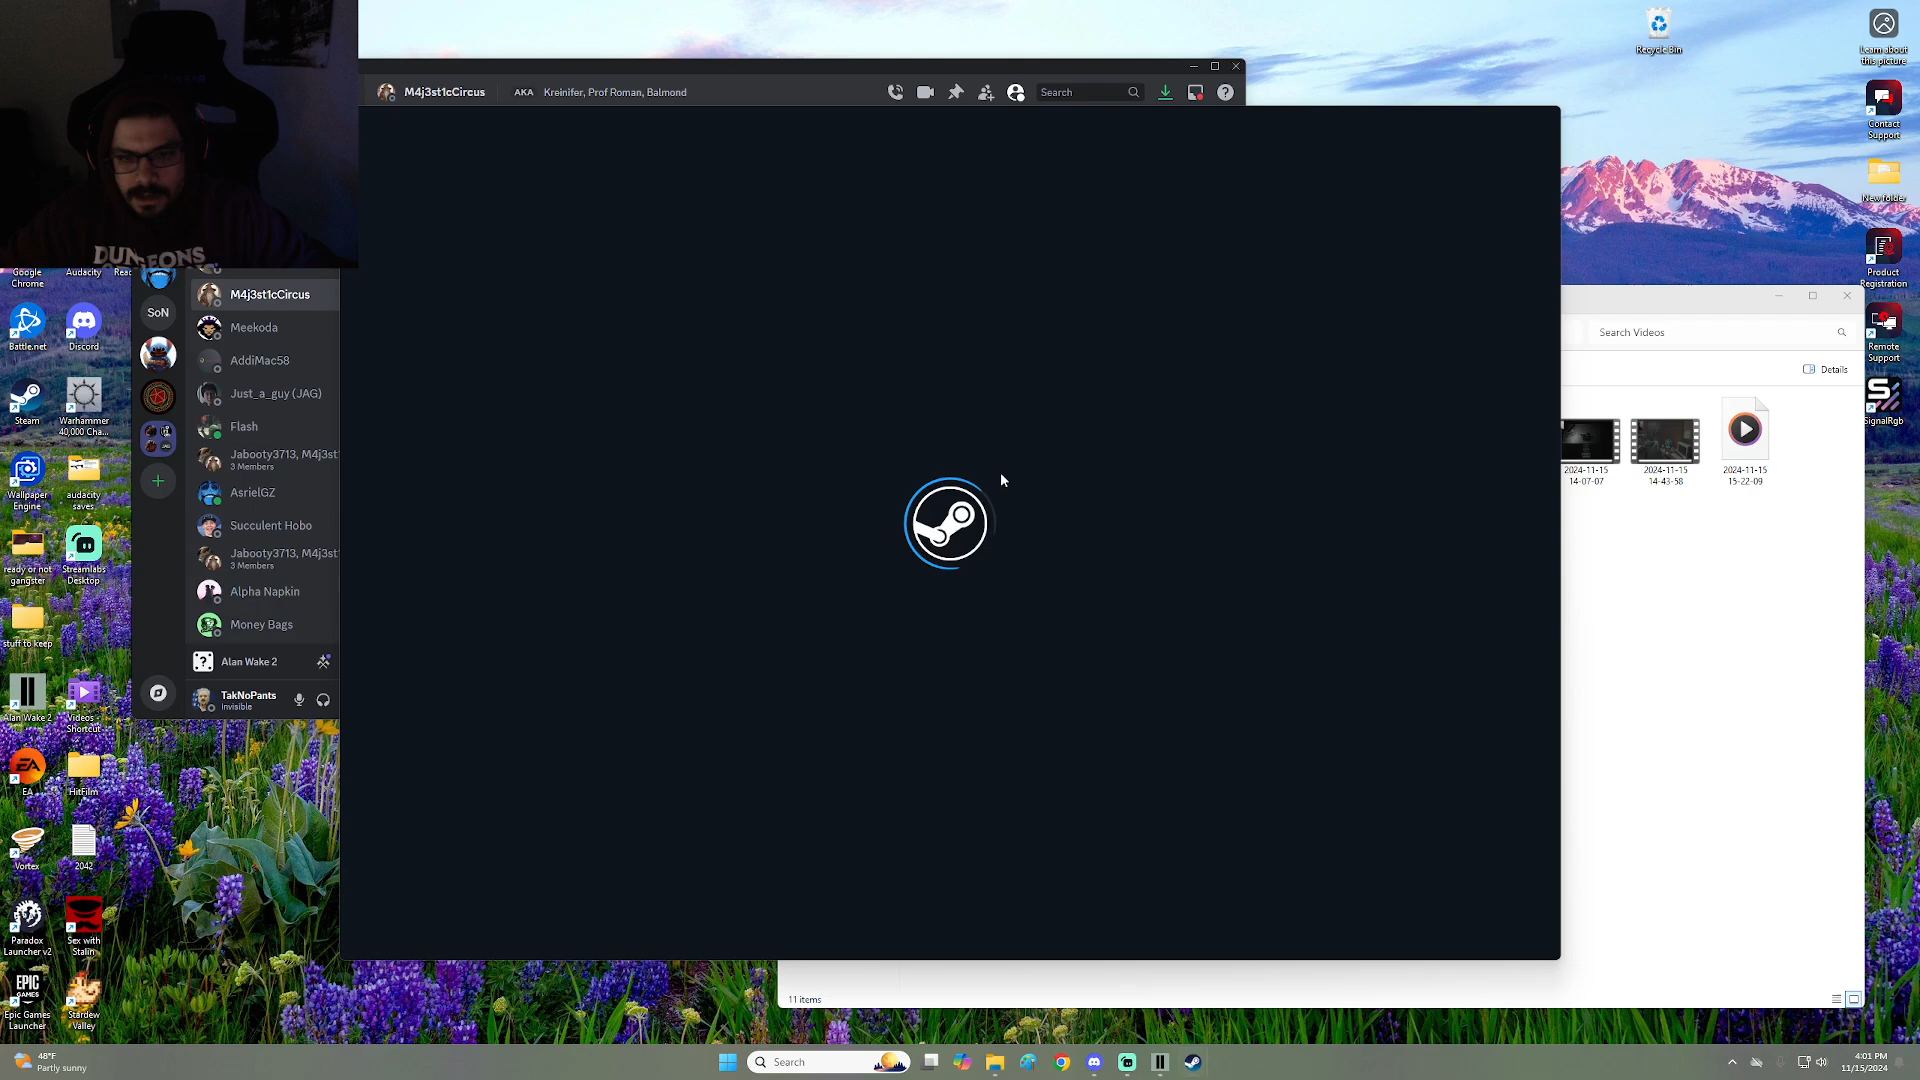 DUNGEONS
M4j3st1cCircus
AKA Kreinifer, Prof Roman, Balmond
Search
Recycle Bin
Learn about
this picture
Contact
Support
New folder
Product
Registration
Remote
Support
SignalRgb
Google
Chrome
Audacity
Battle.net
Discord
Steam
Warhammer
40,000 Cha...
Wallpaper
Engine
audacity
saves
ready or not
gangster
Streamlabs
Desktop
stuff to keep
Alan Wake 2
Videos -
Shortcut
EA
HitFilm
Vortex
2042
Paradox
Launcher v2
Sex with
Stalin
EPIC
GAMES
Epic Games
Launcher
Stardew
Valley
SoN
M4j3st1cCircus
Meekoda
AddiMac58
Just_a_guy (JAG)
Flash
Jabooty3713, M4j3st
3 Members
AsrielGZ
Succulent Hobo
Jabooty3713, M4j3st
3 Members
Alpha Napkin
Money Bags
Alan Wake 2
TakNoPants
Invisible
Search Videos
Details
2024-11-15
14-07-07
2024-11-15
14-43-58
2024-11-15
15-22-09
11 items
48°F
Partly sunny
Search
4:01 PM
11/15/2024